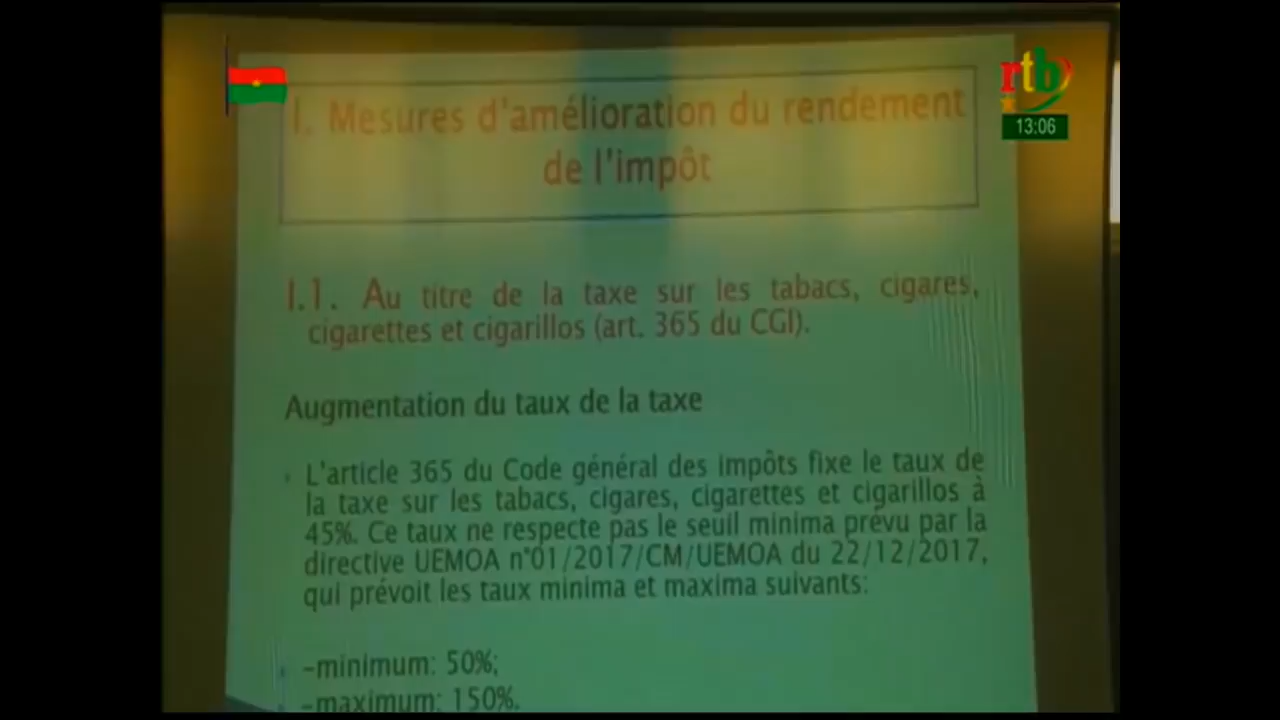 rtb
13:06
I. Mesures d'amélioration du rendement
de l'impôt
I.1. Au titre de la taxe sur les tabacs, cigares,
cigarettes et cigarillos (art. 365 du CGI).
Augmentation du taux de la taxe
L'article 365 du Code général des impôts fixe le taux de
la taxe sur les tabacs, cigares, cigarettes et cigarillos à
45%. Ce taux ne respecte pas le seuil minima prévu par la
directive UEMOA n°01/2017/CM/UEMOA du 22/12/2017,
qui prévoit les taux minima et maxima suivants:
-minimum: 50%;
-maximum: 150%.